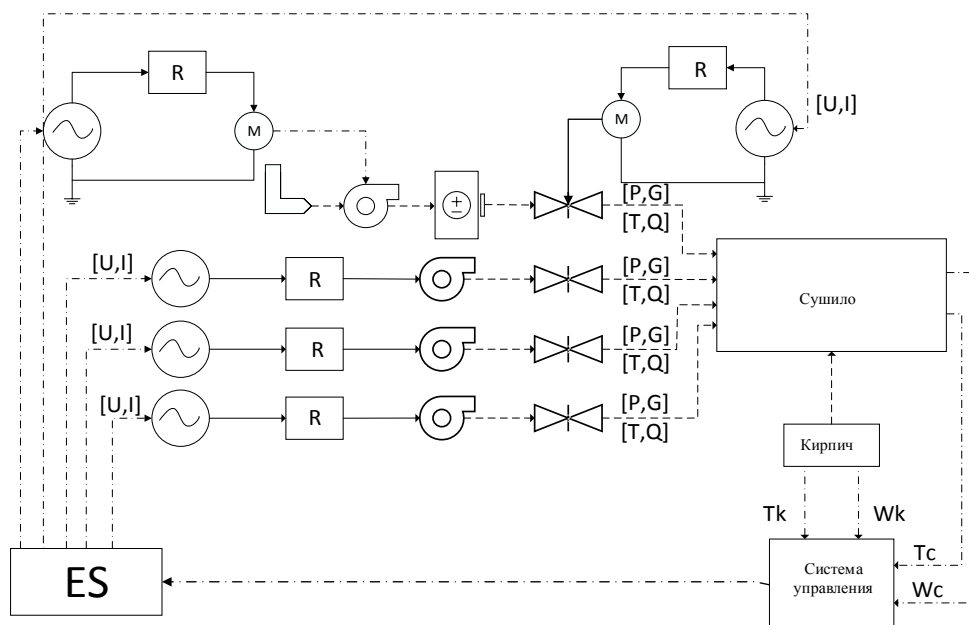 R
R
[U,I]
M
M
[P,G]
[T,Q]
[U,I]
R
[P,G]
[T,Q]
Сушило
[U,I]
R
[P,G]
[T,Q]
[U,I]
R
[P,G]
[T,Q]
Кирпич
Tk
Wk
ES
Система
управления
Tc
Wc